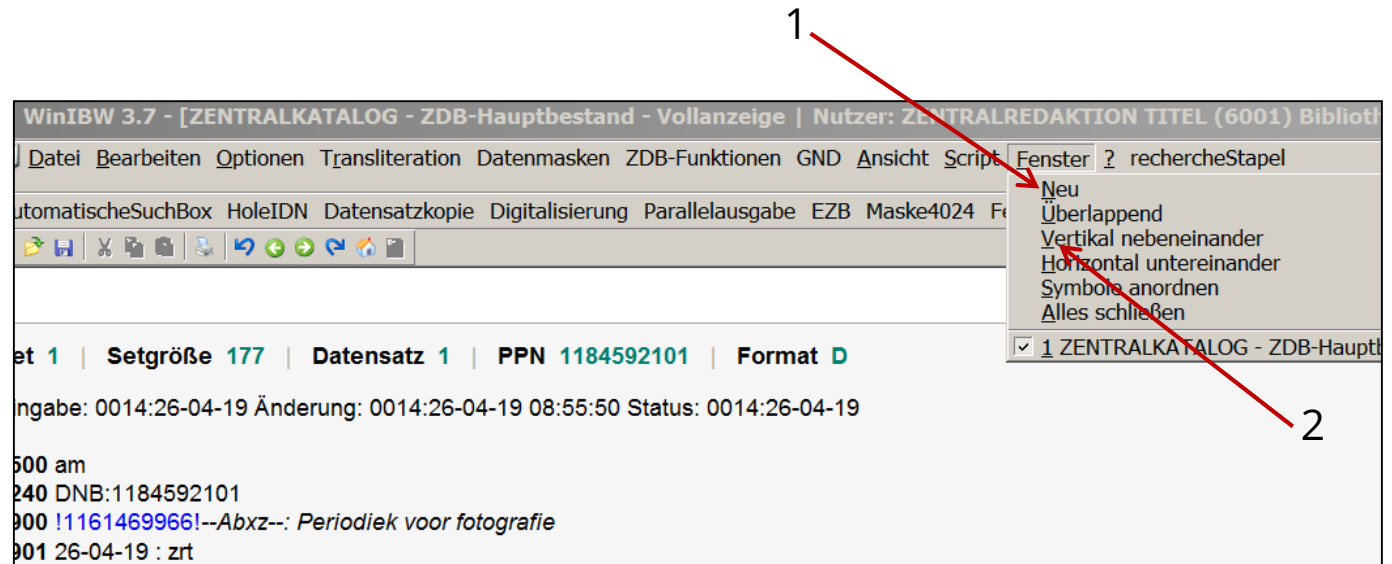 1
WinIBW 3.7 - [ZENTRALKATALOG - ZDB-Hauptbestand - Vollanzeige | Nutzer: ZENTRALREDAKTION TITEL (6001) Biblioth
Datei Bearbeiten Optionen Transliteration Datenmasken ZDB-Funktionen GND Ansicht Script Fenster ? rechercheStapel
Neu
utomatischeSuchBox HoleIDN Datensatzkopie Digitalisierung Parallelausgabe EZB Maske4024 Fe
Überlappend
Vertikal nebeneinander
Horizontal untereinander
Symbole anordnen
Alles schließen
1 ZENTRALKATALOG - ZDB-Hauptb
et 1 | Setgröße 177 | Datensatz 1 | PPN 1184592101 | Format D
ingabe: 0014:26-04-19 Änderung: 0014:26-04-19 08:55:50 Status: 0014:26-04-19
2
500 am
240 DNB:1184592101
900 !1161469966!--Abxz--: Periodiek voor fotografie
901 26-04-19 : zrt